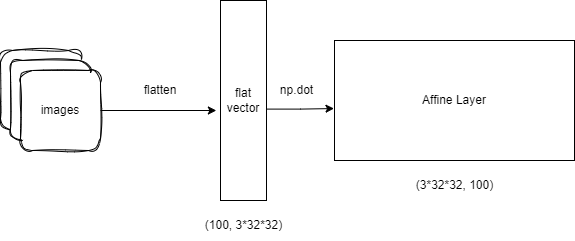 images
flatten
flat
vector
np.dot
Affine Layer
(100, 3*32*32)
(3*32*32, 100)